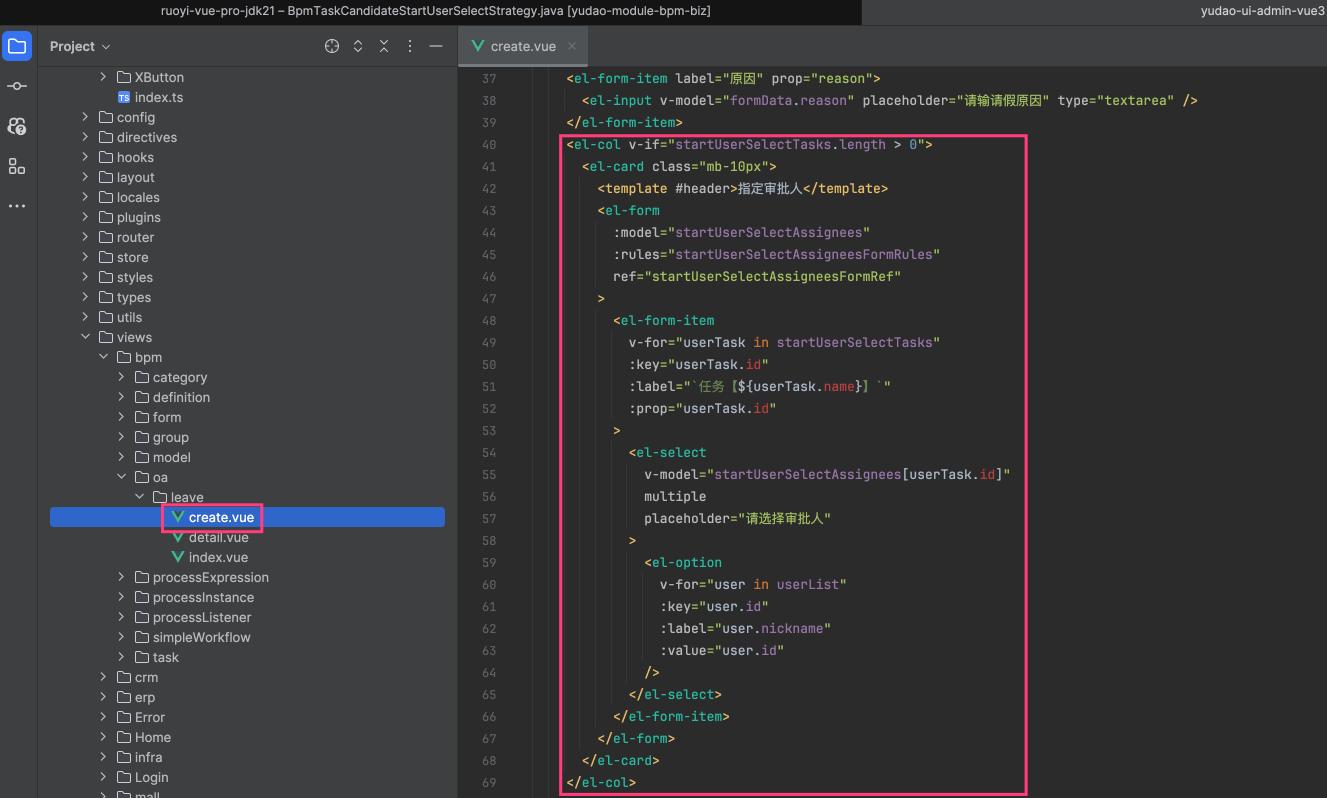 ruoyi-vue-pro-jdk21 – BpmTaskCandidateStartUserSelectStrategy.java [yudao-module-bpm-biz]
yudao-ui-admin-vue3
Project
XButton
TS index.ts
config
directives
hooks
layout
locales
plugins
router
store
styles
types
utils
views
bpm
category
definition
form
group
model
oa
leave
create.vue
detail.vue
index.vue
processExpression
processInstance
processListener
simpleWorkflow
task
crm
erp
Error
Home
infra
Login
mall
create.vue
37 <el-form-item label="原因" prop="reason">
38 <el-input v-model="formData.reason" placeholder="请输请假原因" type="textarea" />
39 </el-form-item>
40 <el-col v-if="startUserSelectTasks.length > 0">
41 <el-card class="mb-10px">
42 <template #header>指定审批人</template>
43 <el-form
44 :model="startUserSelectAssignees"
45 :rules="startUserSelectAssigneesFormRules"
46 ref="startUserSelectAssigneesFormRef"
47 >
48 <el-form-item
49 v-for="userTask in startUserSelectTasks"
50 :key="userTask.id"
51 :label="`任务【${userTask.name}】`"
52 :prop="userTask.id"
53 >
54 <el-select
55 v-model="startUserSelectAssignees[userTask.id]"
56 multiple
57 placeholder="请选择审批人"
58 >
59 <el-option
60 v-for="user in userList"
61 :key="user.id"
62 :label="user.nickname"
63 :value="user.id"
64 />
65 </el-select>
66 </el-form-item>
67 </el-form>
68 </el-card>
69 </el-col>